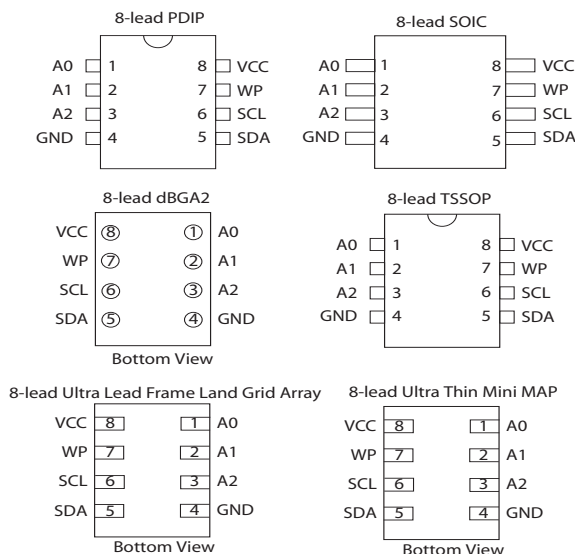 8-lead PDIP
A0 1 8 VCC
A1 2 7 WP
A2 3 6 SCL
GND 4 5 SDA
8-lead SOIC
A0 1 8 VCC
A1 2 7 WP
A2 3 6 SCL
GND 4 5 SDA
8-lead dBGA2
VCC 8 1 A0
WP 7 2 A1
SCL 6 3 A2
SDA 5 4 GND
Bottom View
8-lead TSSOP
A0 1 8 VCC
A1 2 7 WP
A2 3 6 SCL
GND 4 5 SDA
8-lead Ultra Lead Frame Land Grid Array
VCC 8 1 A0
WP 7 2 A1
SCL 6 3 A2
SDA 5 4 GND
Bottom View
8-lead Ultra Thin Mini MAP
VCC 8 1 A0
WP 7 2 A1
SCL 6 3 A2
SDA 5 4 GND
Bottom View